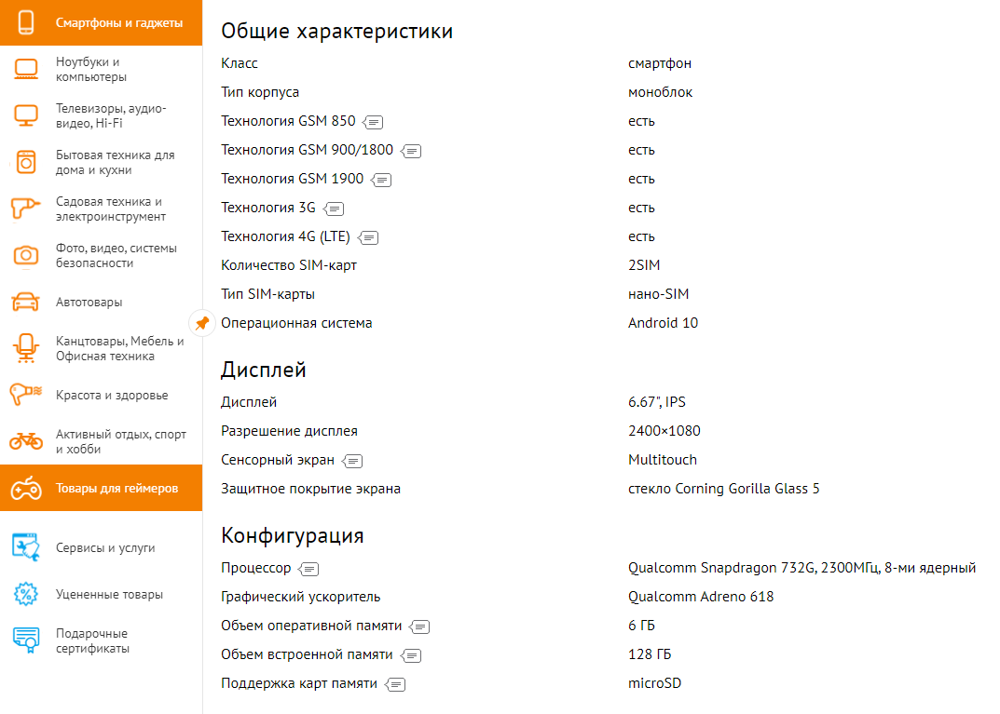 Смартфоны и гаджеты
Ноутбуки и
компьютеры
Телевизоры, аудио-
видео, Hi-Fi
Бытовая техника для
дома и кухни
Садовая техника и
электроинструмент
Фото, видео, системы
безопасности
Автотовары
Канцтовары, Мебель и
Офисная техника
Красота и здоровье
Активный отдых, спорт
и хобби
Товары для геймеров
Сервисы и услуги
Уцененные товары
Подарочные
сертификаты
Общие характеристики
Класс смартфон
Тип корпуса моноблок
Технология GSM 850 есть
Технология GSM 900/1800 есть
Технология GSM 1900 есть
Технология 3G есть
Технология 4G (LTE) есть
Количество SIM-карт 2SIM
Тип SIM-карты нано-SIM
Операционная система Android 10
Дисплей
Дисплей 6.67", IPS
Разрешение дисплея 2400×1080
Сенсорный экран Multitouch
Защитное покрытие экрана стекло Corning Gorilla Glass 5
Конфигурация
Процессор Qualcomm Snapdragon 732G, 2300МГц, 8-ми ядерный
Графический ускоритель Qualcomm Adreno 618
Объем оперативной памяти 6 ГБ
Объем встроенной памяти 128 ГБ
Поддержка карт памяти microSD